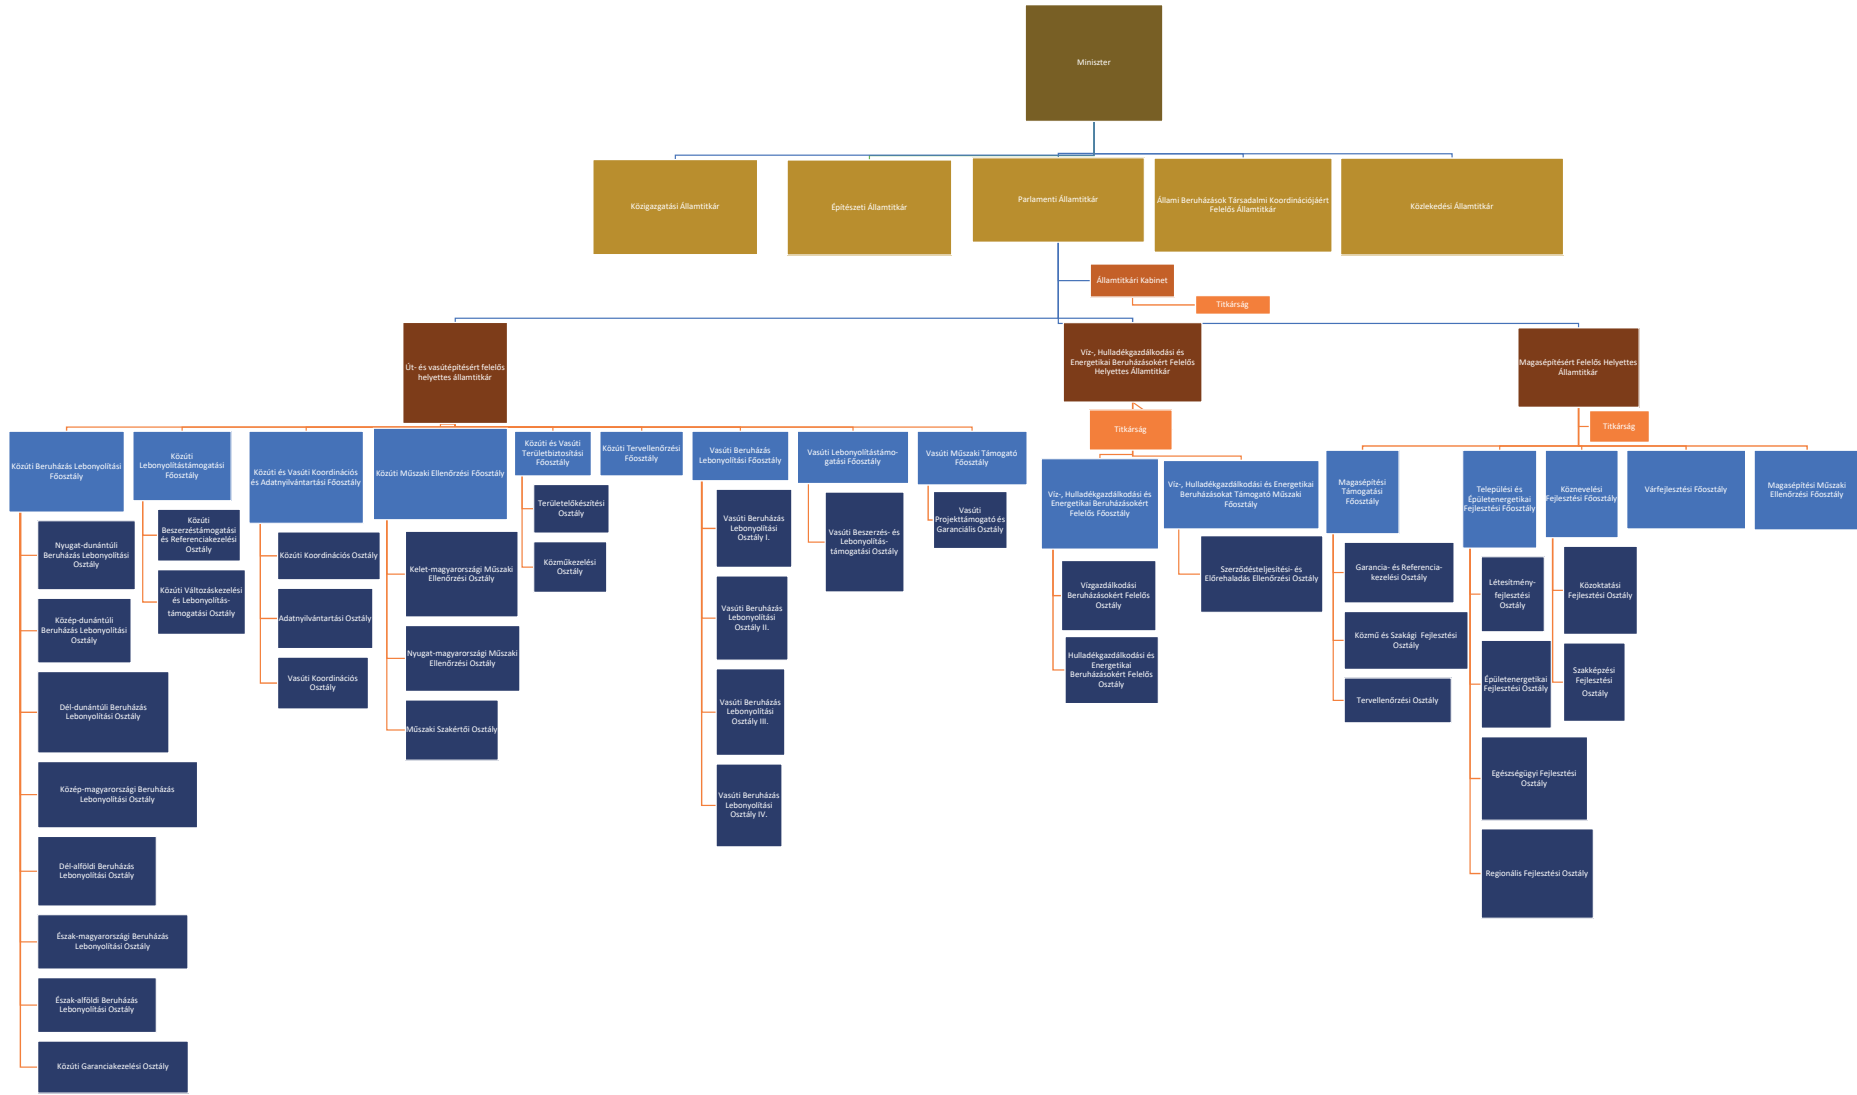 Miniszter
Közigazgatási Államtitkár
Építészeti Államtitkár
Parlamenti Államtitkár
Állami Beruházások Társadalmi Koordinációjáért
Felelős Államtitkár
Közlekedési Államtitkár
Államtitkári Kabinet
Titkárság
Út- és vasútépítésért felelős
helyettes államtitkár
Víz-, Hulladékgazdálkodási és
Energetikai Beruházásokért Felelős
Helyettes Államtitkár
Magasépítésért Felelős Helyettes
Államtitkár
Titkárság
Titkárság
Közúti Beruházás Lebonyolítási
Főosztály
Közúti
Lebonyolítástámogatási
Főosztály
Közúti és Vasúti Koordinációs
és Adatnyilvántartási Főosztály
Közúti Műszaki Ellenőrzési Főosztály
Közúti és Vasúti
Területbiztosítási
Főosztály
Közúti Tervellenőrzési
Főosztály
Vasúti Beruházás
Lebonyolítási Főosztály
Vasúti Lebonyolítástámo-
gatási Főosztály
Vasúti Műszaki Támogató
Főosztály
Víz-, Hulladékgazdálkodási és
Energetikai Beruházásokért
Felelős Főosztály
Víz-, Hulladékgazdálkodási és Energetikai
Beruházásokat Támogató Műszaki
Főosztály
Magasépítési
Támogatási
Főosztály
Települési és
Épületenergetikai
Fejlesztési Főosztály
Köznevelési
Fejlesztési Főosztály
Várfejlesztési Főosztály
Magasépítési Műszaki
Ellenőrzési Főosztály
Nyugat-dunántúli
Beruházás Lebonyolítási
Osztály
Közép-dunántúli
Beruházás Lebonyolítási
Osztály
Dél-dunántúli Beruházás
Lebonyolítási Osztály
Közép-magyarországi Beruházás
Lebonyolítási Osztály
Dél-alföldi Beruházás
Lebonyolítási Osztály
Észak-magyarországi Beruházás
Lebonyolítási Osztály
Észak-alföldi Beruházás
Lebonyolítási Osztály
Közúti Garanciakezelési Osztály
Közúti
Beszerzéstámogatási
és Referenciakezelési
Osztály
Közúti Változáskezelési
és Lebonyolítás-
támogatási Osztály
Közúti Koordinációs Osztály
Adatnyilvántartási Osztály
Vasúti Koordinációs
Osztály
Kelet-magyarországi Műszaki
Ellenőrzési Osztály
Nyugat-magyarországi Műszaki
Ellenőrzési Osztály
Műszaki Szakértői Osztály
Területelőkészítési
Osztály
Közműkezelési
Osztály
Vasúti Beruházás
Lebonyolítási
Osztály I.
Vasúti Beruházás
Lebonyolítási
Osztály II.
Vasúti Beruházás
Lebonyolítási
Osztály III.
Vasúti Beruházás
Lebonyolítási
Osztály IV.
Vasúti Beszerzés- és
Lebonyolítás-
támogatási Osztály
Vasúti
Projekttámogató és
Garanciális Osztály
Vízgazdálkodási
Beruházásokért Felelős
Osztály
Hulladékgazdálkodási és
Energetikai
Beruházásokért Felelős
Osztály
Szerződésteljesítési- és
Előrehaladás Ellenőrzési Osztály
Garancia- és Referencia-
kezelési Osztály
Közmű és Szakági Fejlesztési
Osztály
Tervellenőrzési Osztály
Létesítmény-
fejlesztési
Osztály
Épületenergetikai
Fejlesztési Osztály
Egészségügyi Fejlesztési
Osztály
Regionális Fejlesztési Osztály
Közoktatási
Fejlesztési Osztály
Szakképzési
Fejlesztési
Osztály